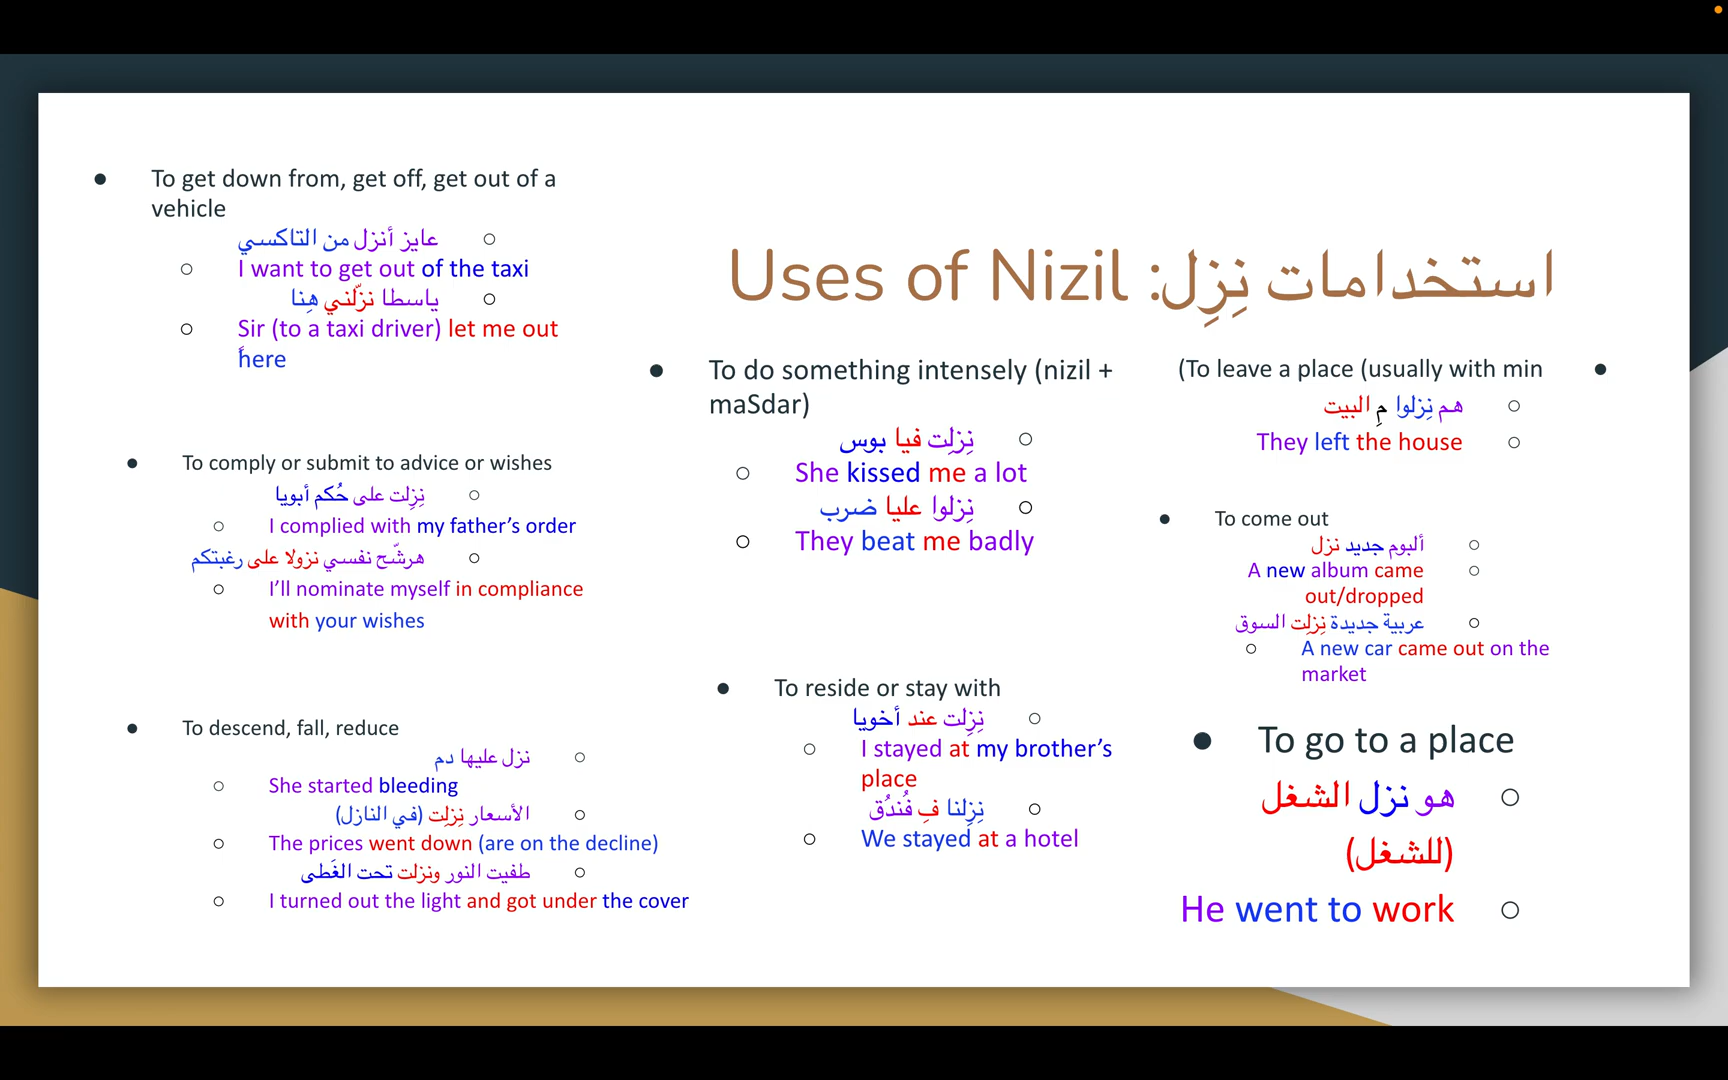 To get down from, get off, get out of a
vehicle
عايز أنزل من التاكسي
I want to get out of the taxi
ياسطا نزّلني هِنا
Sir (to a taxi driver) let me out
here
To comply or submit to advice or wishes
نِزِلت على حُكم أبويا
I complied with my father’s order
هرشّح نفسي نزولا على رغبتكم
I’ll nominate myself in compliance
with your wishes
To descend, fall, reduce
نزل عليها دم
She started bleeding
الأسعار نِزلِت (في النازل)
The prices went down (are on the decline)
طفيت النور ونزلت تحت الغَطى
I turned out the light and got under the cover
استخدامات نِزِل: Uses of Nizil
To do something intensely (nizil +
maSdar)
نِزلِت فيا بوس
She kissed me a lot
نِزلوا عليا ضرب
They beat me badly
To reside or stay with
نِزِلت عند أخويا
I stayed at my brother’s
place
نِزِلنا فِ فُندُق
We stayed at a hotel
(To leave a place (usually with min
هم نِزلوا مِ البيت
They left the house
To come out
ألبوم جديد نزل
A new album came
out/dropped
عربية جديدة نِزلِت السوق
A new car came out on the
market
To go to a place
هو نزل الشغل
(للشغل)
He went to work